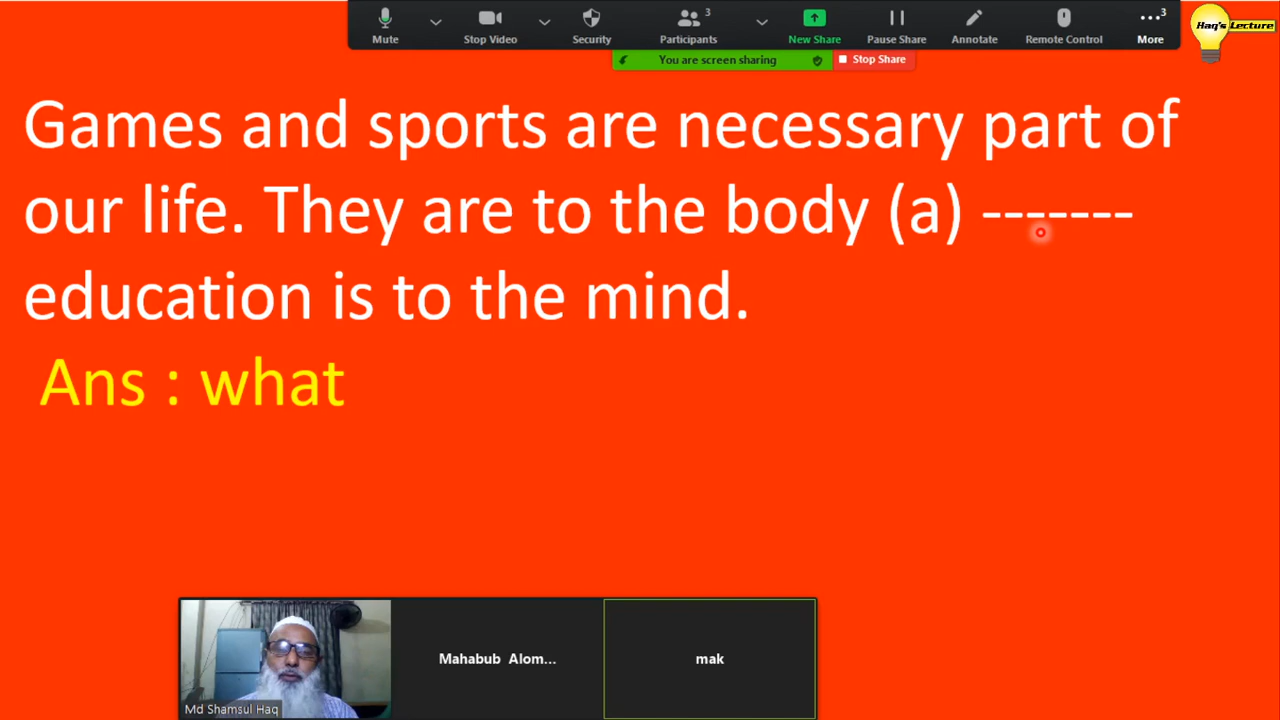 Mute
Stop Video
Security
Participants
3
New Share
Pause Share
Annotate
Remote Control
More
3
Haq's Lecture
You are screen sharing
Stop Share
Games and sports are necessary part of
our life. They are to the body (a) -------
education is to the mind.
Ans : what
Md Shamsul Haq
Mahabub Alom...
mak